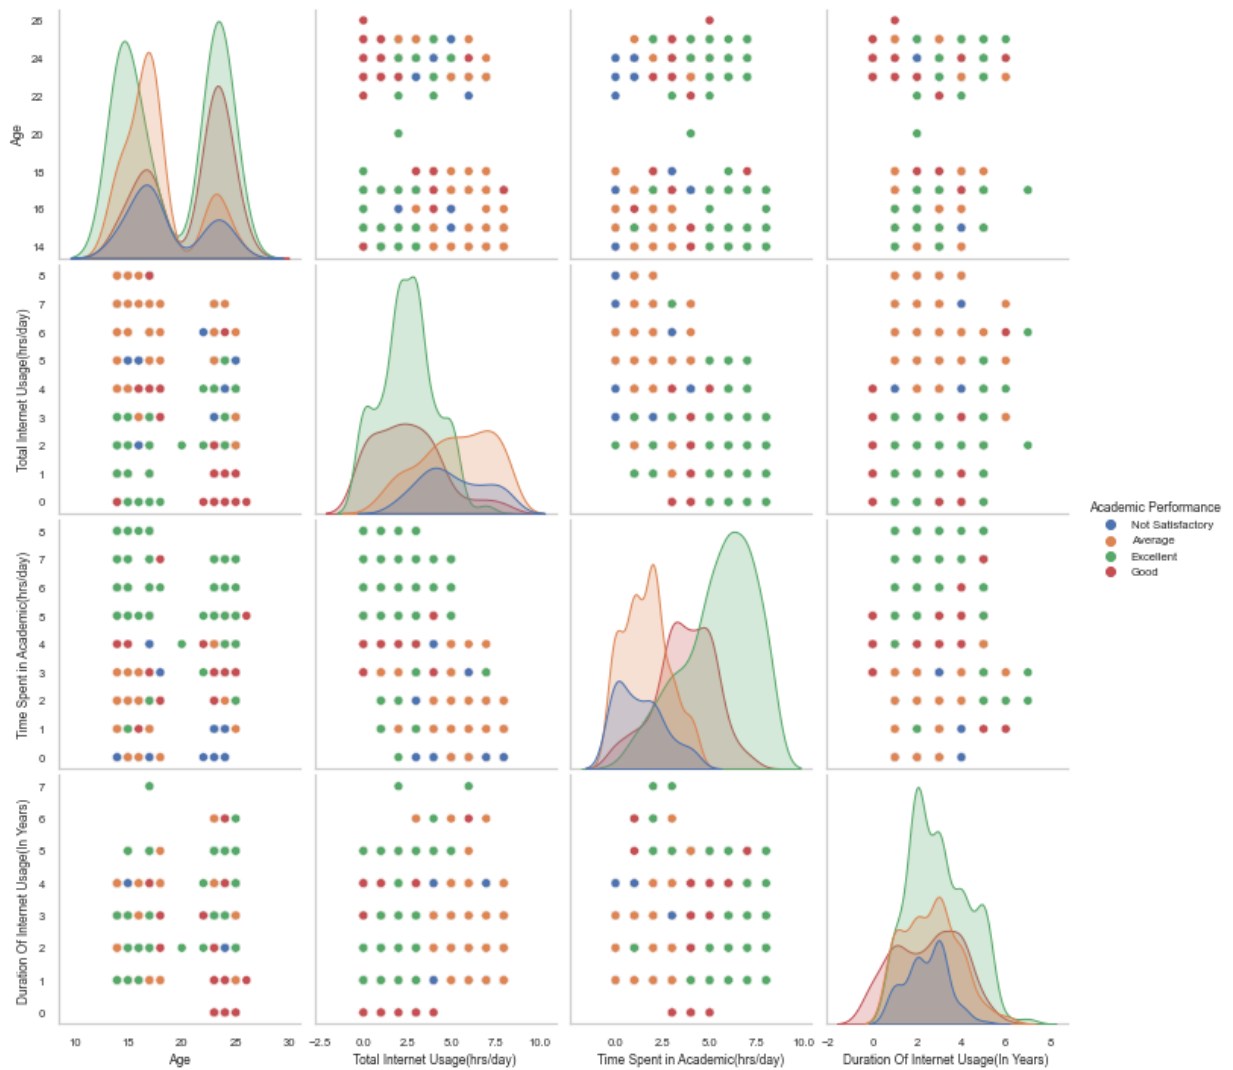 Age
26
24
22
20
18
16
14
Total Internet Usage(hrs/day)
8
7
6
5
4
3
2
1
0
Time Spent in Academic(hrs/day)
8
7
6
5
4
3
2
1
0
Duration Of Internet Usage(In Years)
7
6
5
4
3
2
1
0
10 15 20 25 30
Age
−2.5 0.0 2.5 5.0 7.5 10.0
Total Internet Usage(hrs/day)
0.0 2.5 5.0 7.5 10.0
Time Spent in Academic(hrs/day)
−2 0 2 4 6 8
Duration Of Internet Usage(In Years)
Academic Performance
Not Satisfactory
Average
Excellent
Good